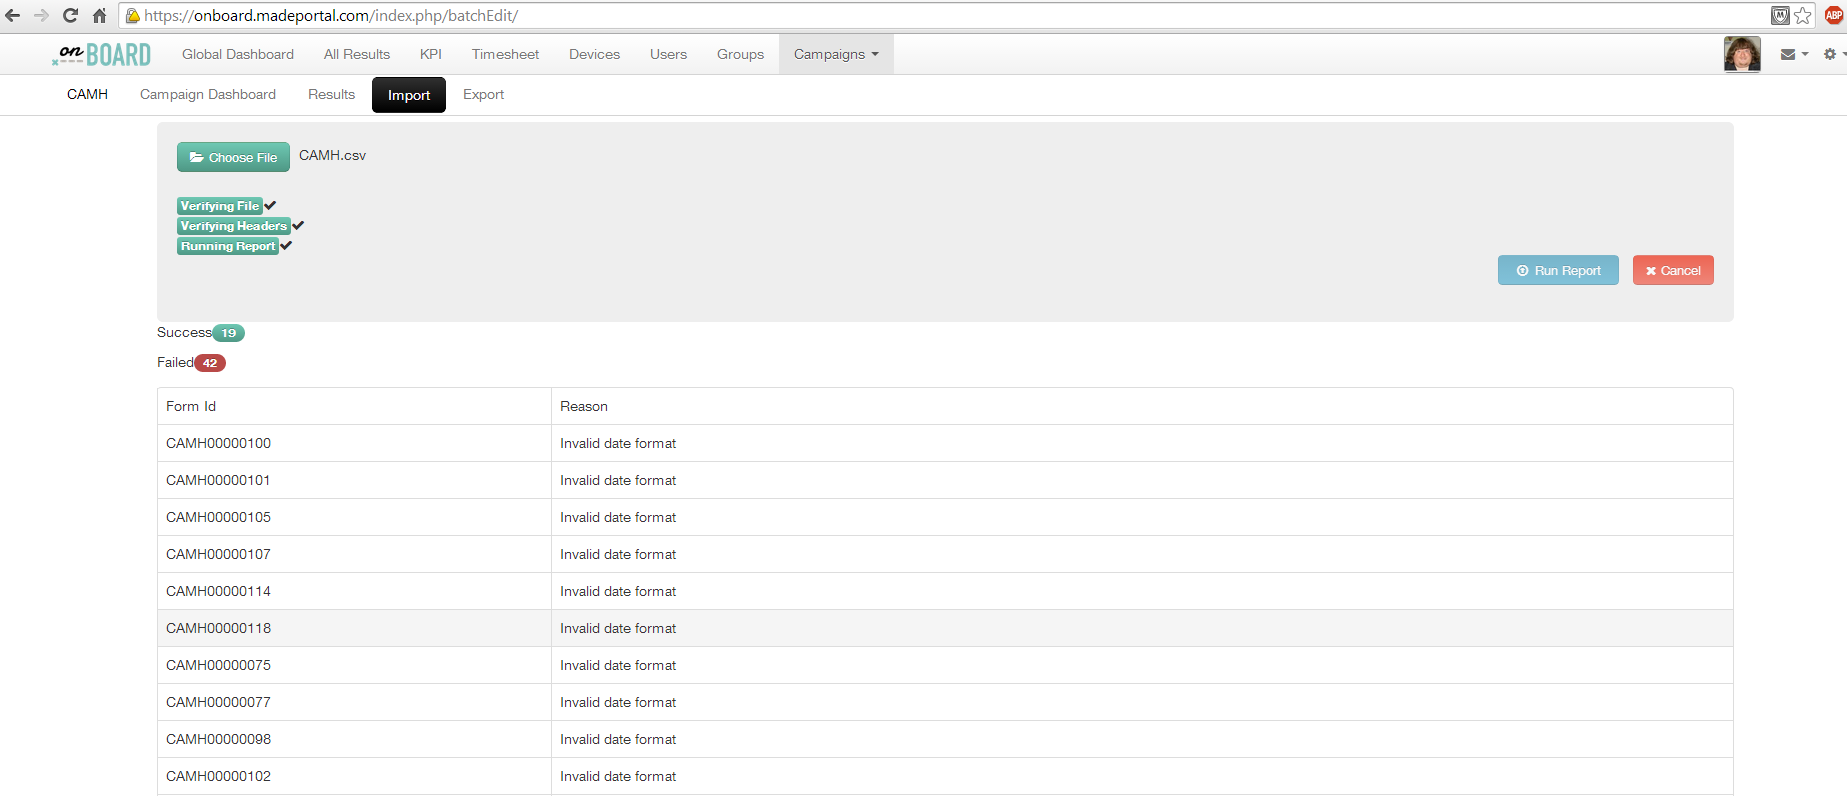 https://onboard.madeportal.com/index.php/batchEdit/
ABP
on BOARD Global Dashboard All Results KPI Timesheet Devices Users Groups Campaigns
CAMH Campaign Dashboard Results Import Export
Choose File CAMH.csv
Verifying File
Verifying Headers
Running Report
Run Report Cancel
Success 19
Failed 42
Form Id Reason
CAMH00000100 Invalid date format
CAMH00000101 Invalid date format
CAMH00000105 Invalid date format
CAMH00000107 Invalid date format
CAMH00000114 Invalid date format
CAMH00000118 Invalid date format
CAMH00000075 Invalid date format
CAMH00000077 Invalid date format
CAMH00000098 Invalid date format
CAMH00000102 Invalid date format